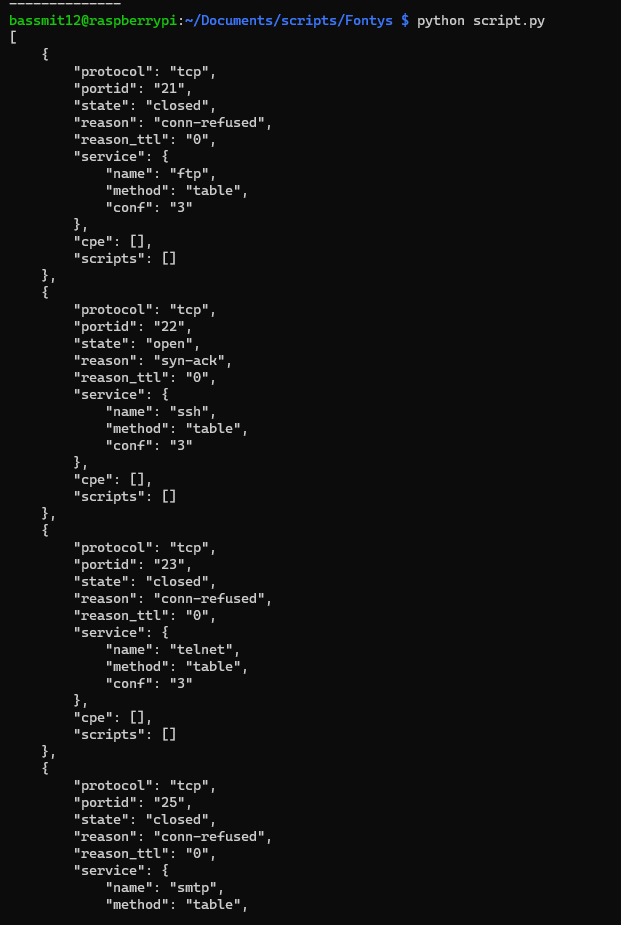 --------------
bassmit12@raspberrypi:~/Documents/scripts/Fontys $ python script.py
[
    {
        "protocol": "tcp",
        "portid": "21",
        "state": "closed",
        "reason": "conn-refused",
        "reason_ttl": "0",
        "service": {
            "name": "ftp",
            "method": "table",
            "conf": "3"
        },
        "cpe": [],
        "scripts": []
    },
    {
        "protocol": "tcp",
        "portid": "22",
        "state": "open",
        "reason": "syn-ack",
        "reason_ttl": "0",
        "service": {
            "name": "ssh",
            "method": "table",
            "conf": "3"
        },
        "cpe": [],
        "scripts": []
    },
    {
        "protocol": "tcp",
        "portid": "23",
        "state": "closed",
        "reason": "conn-refused",
        "reason_ttl": "0",
        "service": {
            "name": "telnet",
            "method": "table",
            "conf": "3"
        },
        "cpe": [],
        "scripts": []
    },
    {
        "protocol": "tcp",
        "portid": "25",
        "state": "closed",
        "reason": "conn-refused",
        "reason_ttl": "0",
        "service": {
            "name": "smtp",
            "method": "table",